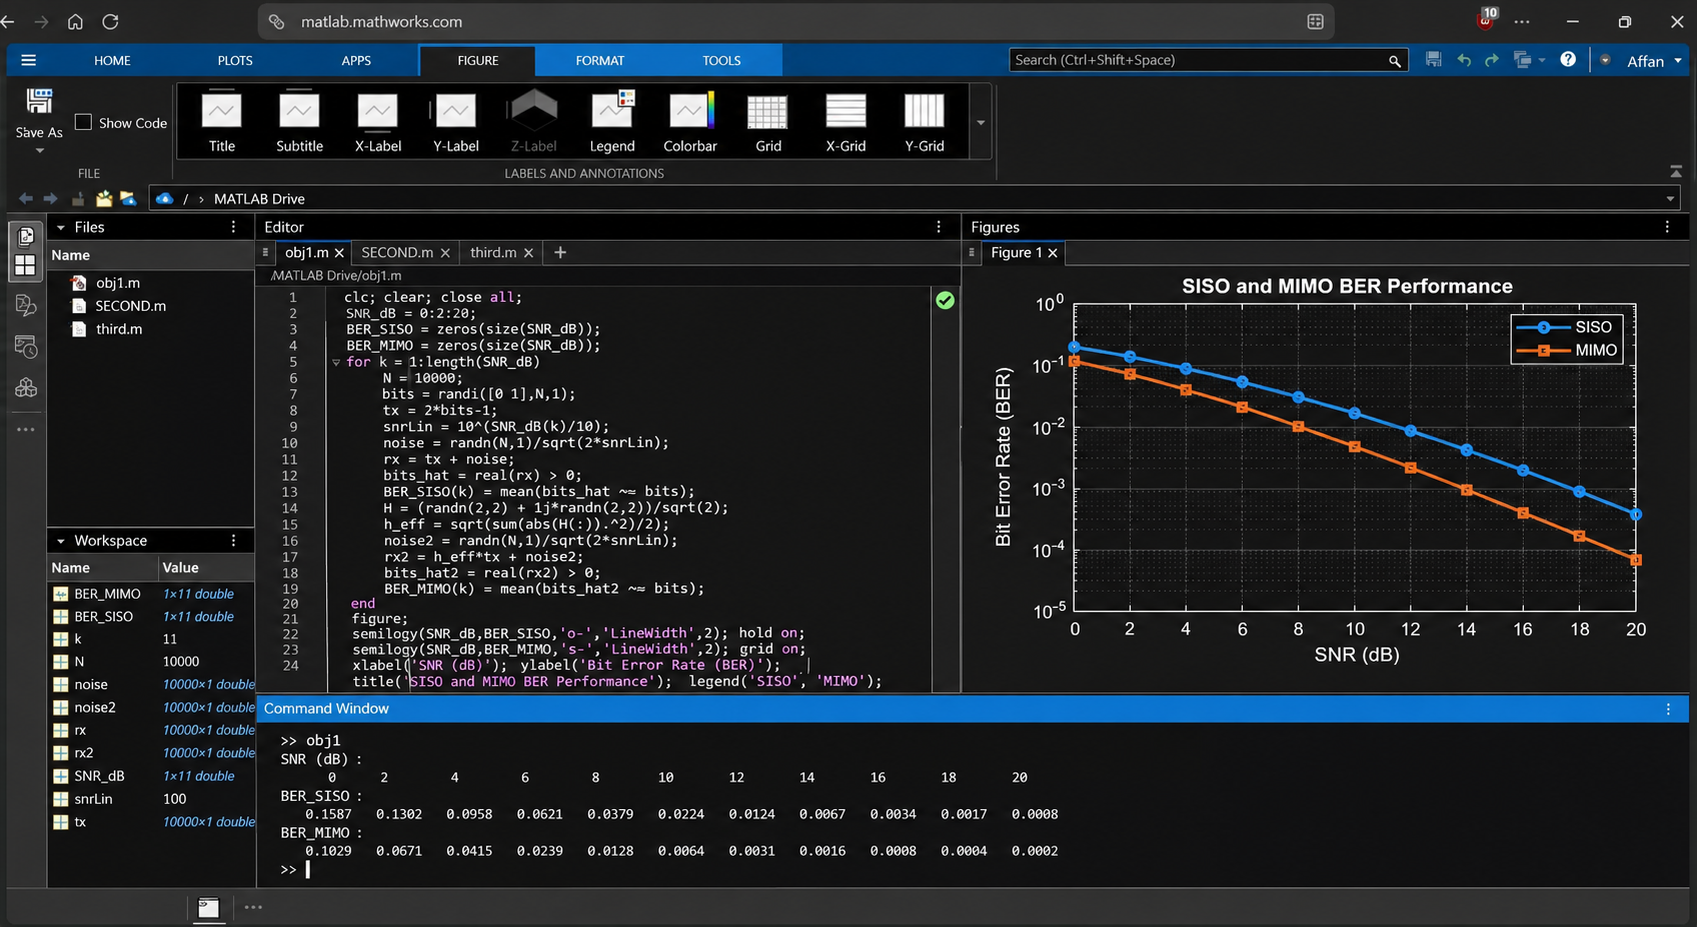 matlab.mathworks.com
10
HOME PLOTS APPS FIGURE FORMAT TOOLS
Search (Ctrl+Shift+Space)
Affan
Save As
Show Code
Title Subtitle X-Label Y-Label Z-Label Legend Colorbar Grid X-Grid Y-Grid
FILE
LABELS AND ANNOTATIONS
/ › MATLAB Drive
Files
Name
obj1.m
SECOND.m
third.m
Workspace
Name Value
BER_MIMO 1×11 double
BER_SISO 1×11 double
k 11
N 10000
noise 10000×1 double
noise2 10000×1 double
rx 10000×1 double
rx2 10000×1 double
SNR_dB 1×11 double
snrLin 100
tx 10000×1 double
Editor
obj1.m SECOND.m third.m
/MATLAB Drive/obj1.m
1 clc; clear; close all;
2 SNR_dB = 0:2:20;
3 BER_SISO = zeros(size(SNR_dB));
4 BER_MIMO = zeros(size(SNR_dB));
5 for k = 1:length(SNR_dB)
6 N = 10000;
7 bits = randi([0 1],N,1);
8 tx = 2*bits-1;
9 snrLin = 10^(SNR_dB(k)/10);
10 noise = randn(N,1)/sqrt(2*snrLin);
11 rx = tx + noise;
12 bits_hat = real(rx) > 0;
13 BER_SISO(k) = mean(bits_hat ~= bits);
14 H = (randn(2,2) + 1j*randn(2,2))/sqrt(2);
15 h_eff = sqrt(sum(abs(H(:)).^2)/2);
16 noise2 = randn(N,1)/sqrt(2*snrLin);
17 rx2 = h_eff*tx + noise2;
18 bits_hat2 = real(rx2) > 0;
19 BER_MIMO(k) = mean(bits_hat2 ~= bits);
20 end
21 figure;
22 semilogy(SNR_dB,BER_SISO,'o-','LineWidth',2); hold on;
23 semilogy(SNR_dB,BER_MIMO,'s-','LineWidth',2); grid on;
24 xlabel('SNR (dB)'); ylabel('Bit Error Rate (BER)');
title('SISO and MIMO BER Performance'); legend('SISO', 'MIMO');
Figures
Figure 1
SISO and MIMO BER Performance
SISO
MIMO
Bit Error Rate (BER)
10⁰
10⁻¹
10⁻²
10⁻³
10⁻⁴
10⁻⁵
0 2 4 6 8 10 12 14 16 18 20
SNR (dB)
Command Window
>> obj1
SNR (dB) :
0 2 4 6 8 10 12 14 16 18 20
BER_SISO :
0.1587 0.1302 0.0958 0.0621 0.0379 0.0224 0.0124 0.0067 0.0034 0.0017 0.0008
BER_MIMO :
0.1029 0.0671 0.0415 0.0239 0.0128 0.0064 0.0031 0.0016 0.0008 0.0004 0.0002
>>